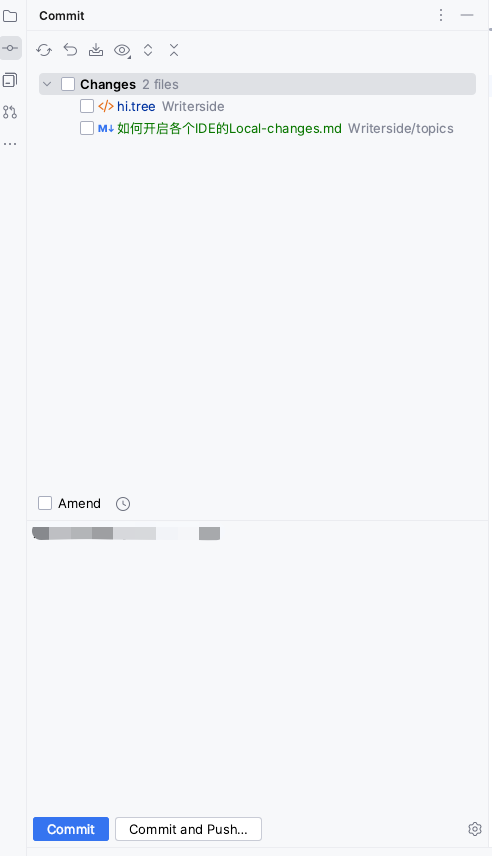 Commit
Changes 2 files
</> hi.tree Writerside
M↓ 如何开启各个IDE的Local-changes.md Writerside/topics
Amend
Commit
Commit and Push...